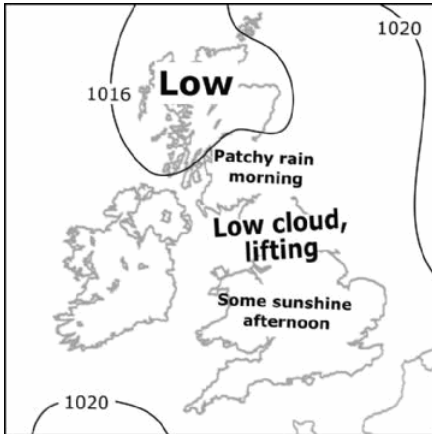 1020
1016
Low
Patchy rain
morning
Low cloud,
lifting
Some sunshine
afternoon
1020